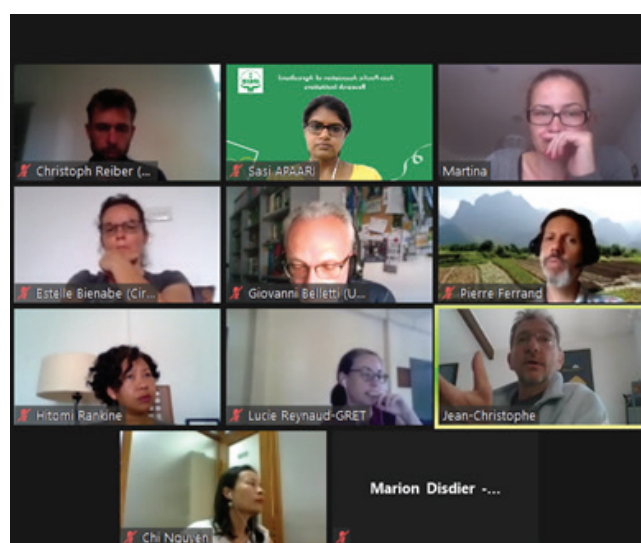 Christoph Reiber (...
Sasi APAARI
Martina
Estelle Bienabe (Cir...
Giovanni Belletti (U...
Pierre Ferrand
Hitomi Rankine
Lucie Reynaud-GRET
Jean-Christophe
Chi Nguyen
Marion Disdier -...